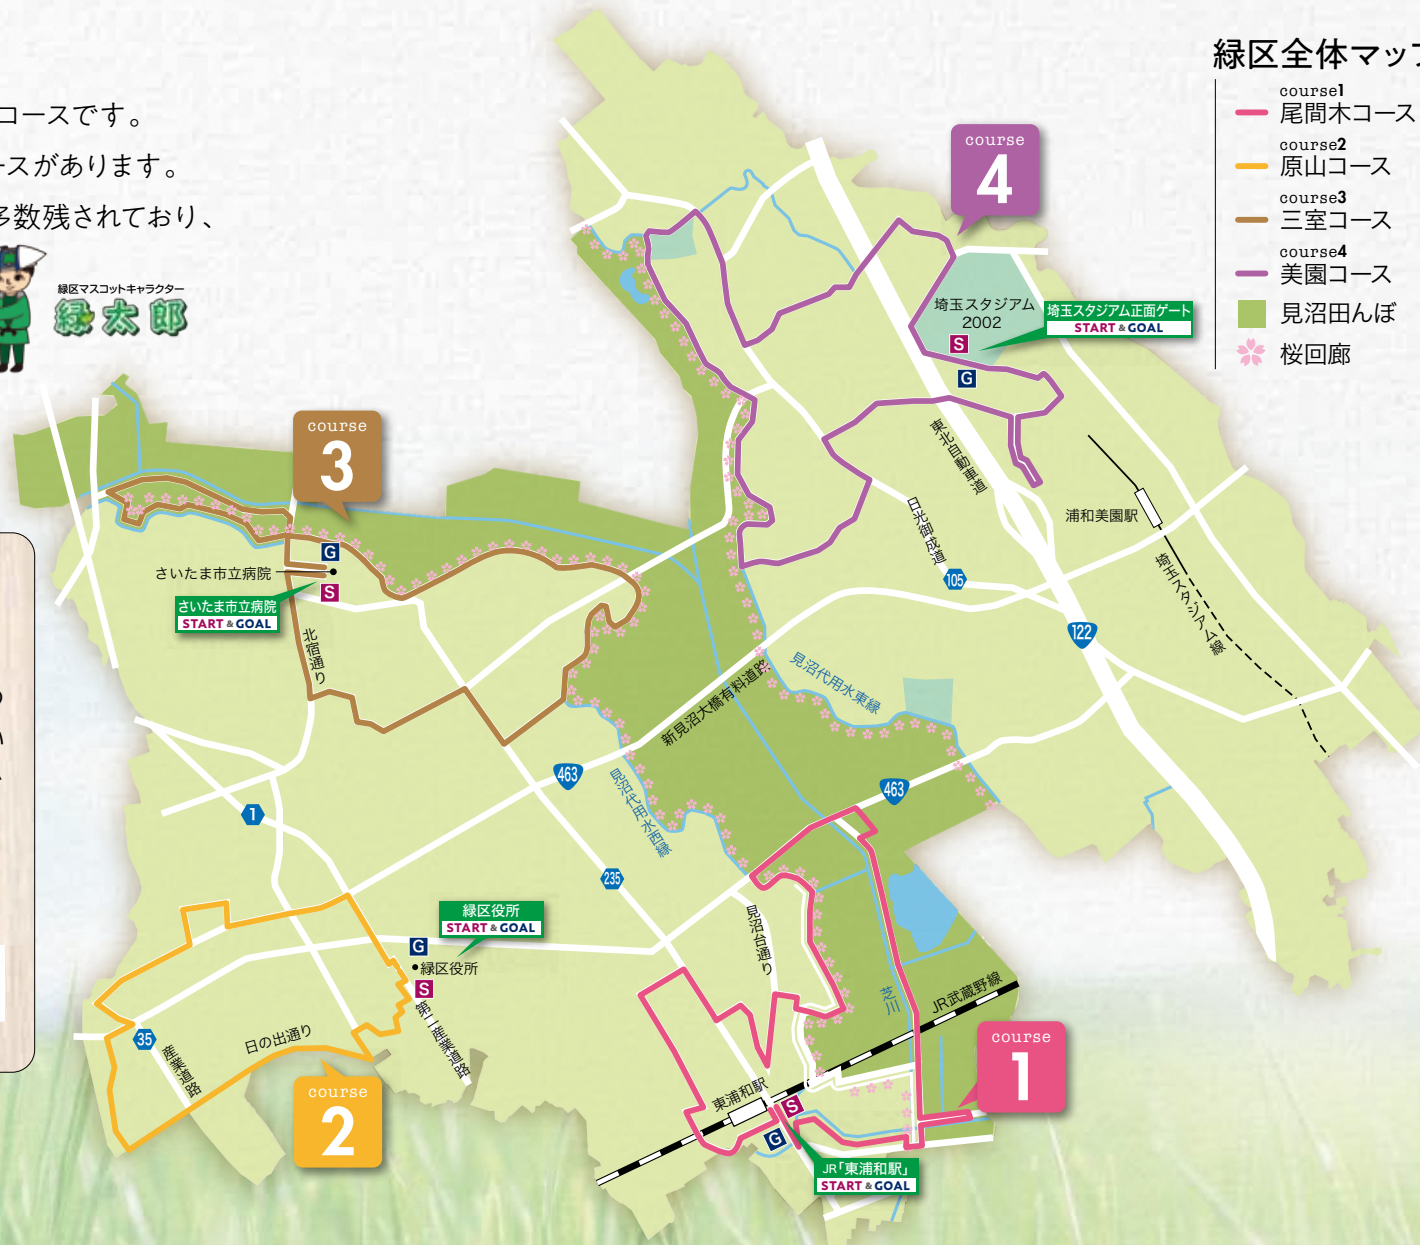 コースです。
ースがあります。
多数残されており、
緑区マスコットキャラクター
緑太郎
緑区全体マップ
course1
尾間木コース
course2
原山コース
course3
三室コース
course4
美園コース
見沼田んぼ
桜回廊
course
4
埼玉スタジアム
2002
埼玉スタジアム正面ゲート
START & GOAL
S
G
東北自動車道
浦和美園駅
日光御成道
105
埼玉スタジアム線
122
course
3
G
さいたま市立病院
S
さいたま市立病院
START & GOAL
北宿通り
新見沼大橋有料道路
見沼代用水東縁
463
見沼代用水西縁
463
1
235
緑区役所
START & GOAL
G
緑区役所
S
第二産業道路
見沼台通り
芝川
JR武蔵野線
35
産業道路
日の出通り
course
2
東浦和駅
S
G
JR「東浦和駅」
START & GOAL
course
1